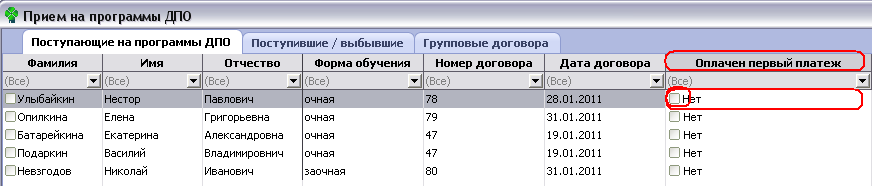 Прием на программы ДПО
Поступающие на программы ДПО Поступившие / выбывшие Групповые договора
Фамилия Имя Отчество Форма обучения Номер договора Дата договора Оплачен первый платеж
(Все) (Все) (Все) (Все) (Все) (Все) (Все)
Улыбайкин Нестор Павлович очная 78 28.01.2011 Нет
Опилкина Елена Григорьевна очная 79 31.01.2011 Нет
Батарейкина Екатерина Александровна очная 47 19.01.2011 Нет
Подаркин Василий Владимировнич очная 47 19.01.2011 Нет
Невзгодов Николай Иванович заочная 80 31.01.2011 Нет